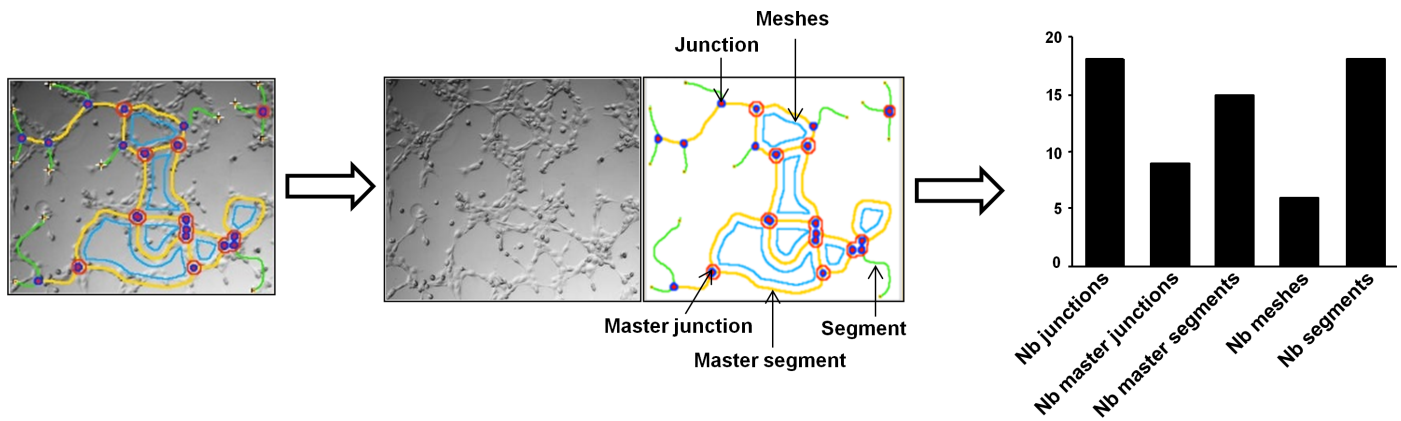 Meshes
Junction
Master junction
Segment
Master segment
20
15
10
5
0
Nb junctions
Nb master junctions
Nb master segments
Nb meshes
Nb segments